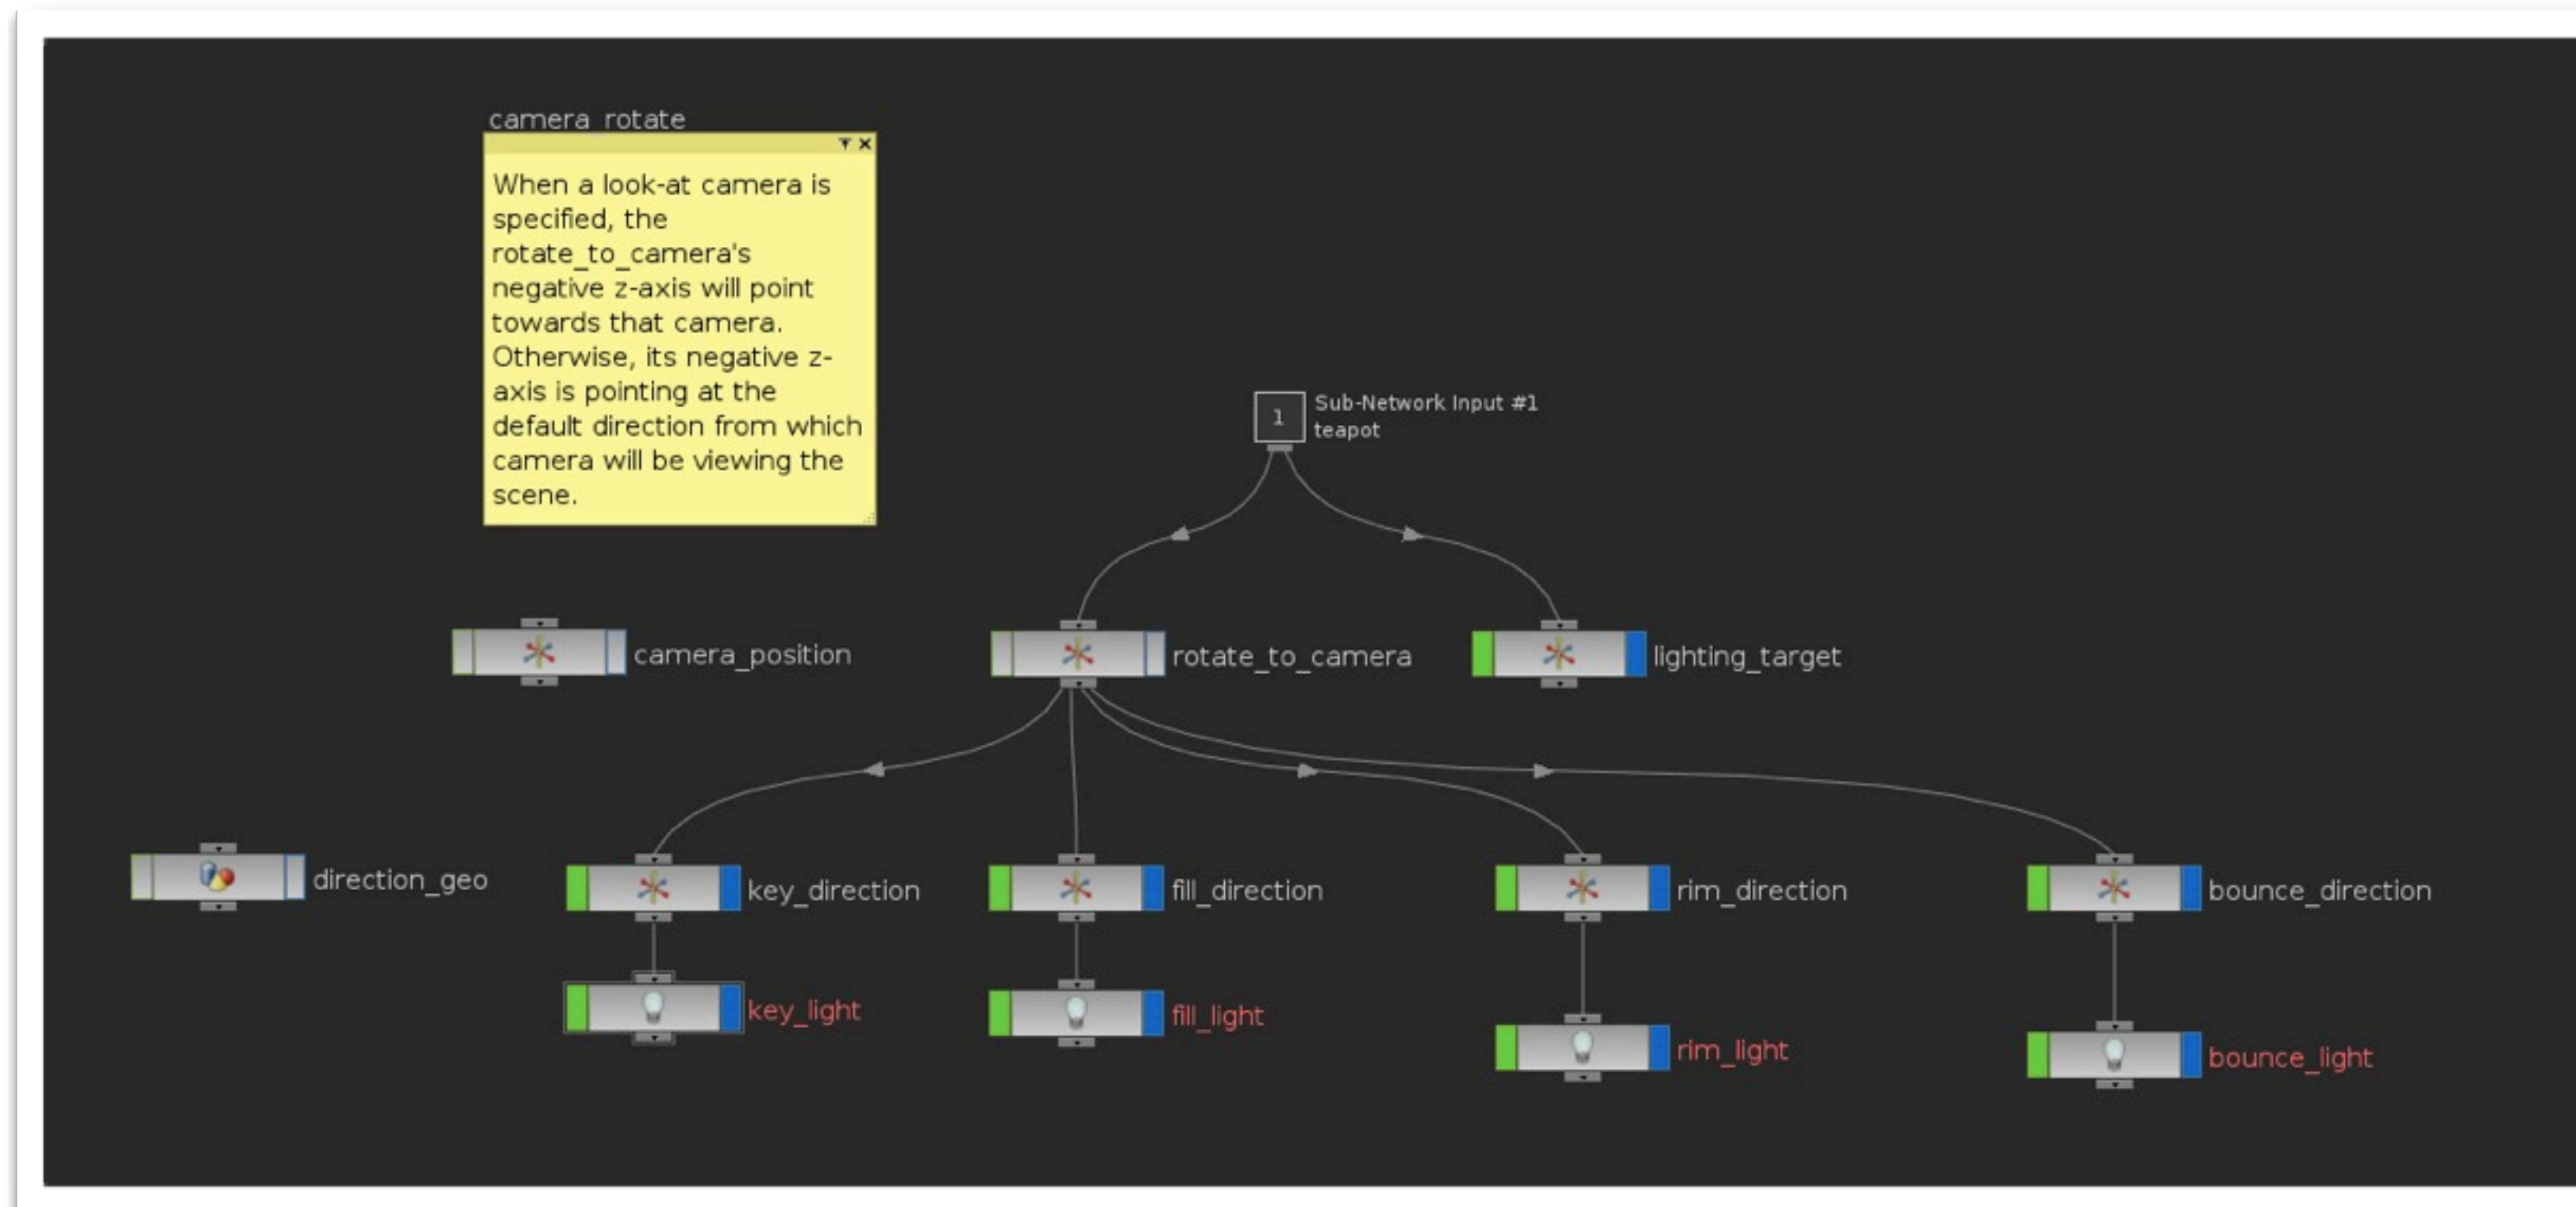 camera_rotate
When a look-at camera is
specified, the
rotate_to_camera's
negative z-axis will point
towards that camera.
Otherwise, its negative z-
axis is pointing at the
default direction from which
camera will be viewing the
scene.
1
Sub-Network Input #1
teapot
camera_position
rotate_to_camera
lighting_target
direction_geo
key_direction
fill_direction
rim_direction
bounce_direction
key_light
fill_light
rim_light
bounce_light